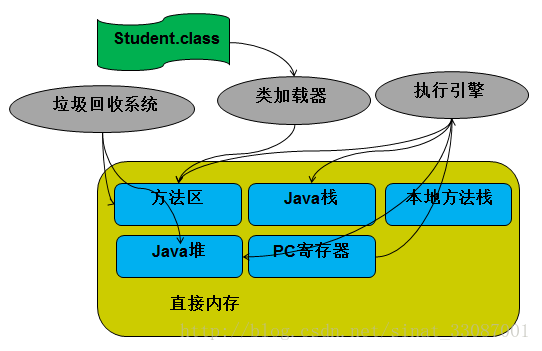 Student.class
垃圾回收系统
类加载器
执行引擎
方法区
Java栈
本地方法栈
Java堆
PC寄存器
直接内存